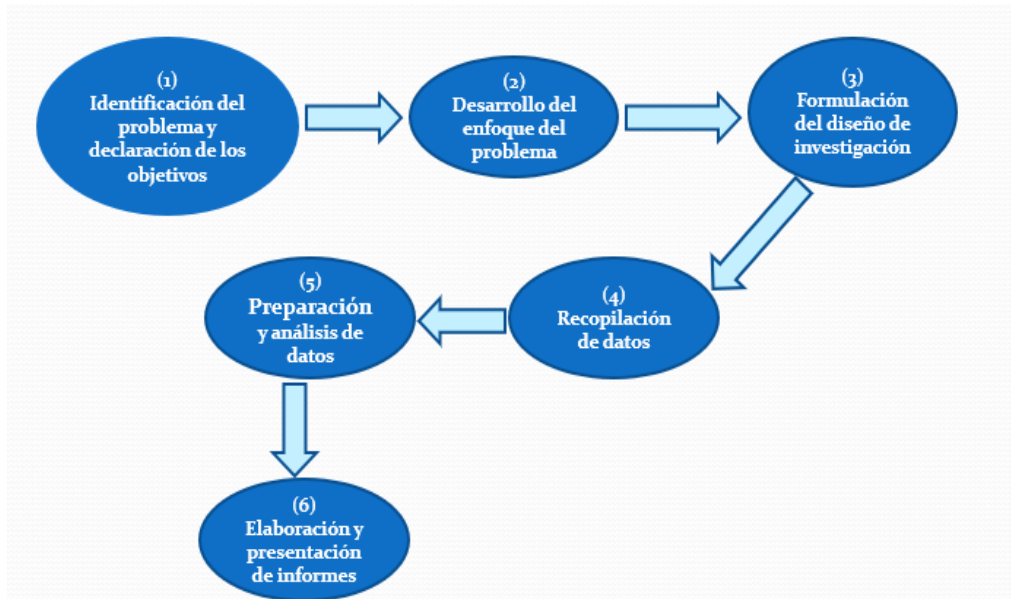 (1)
Identificación del
problema y
declaración de los
objetivos
(2)
Desarrollo del
enfoque del
problema
(3)
Formulación
del diseño de
investigación
(4)
Recopilación
de datos
(5)
Preparación
y análisis de
datos
(6)
Elaboración y
presentación
de informes